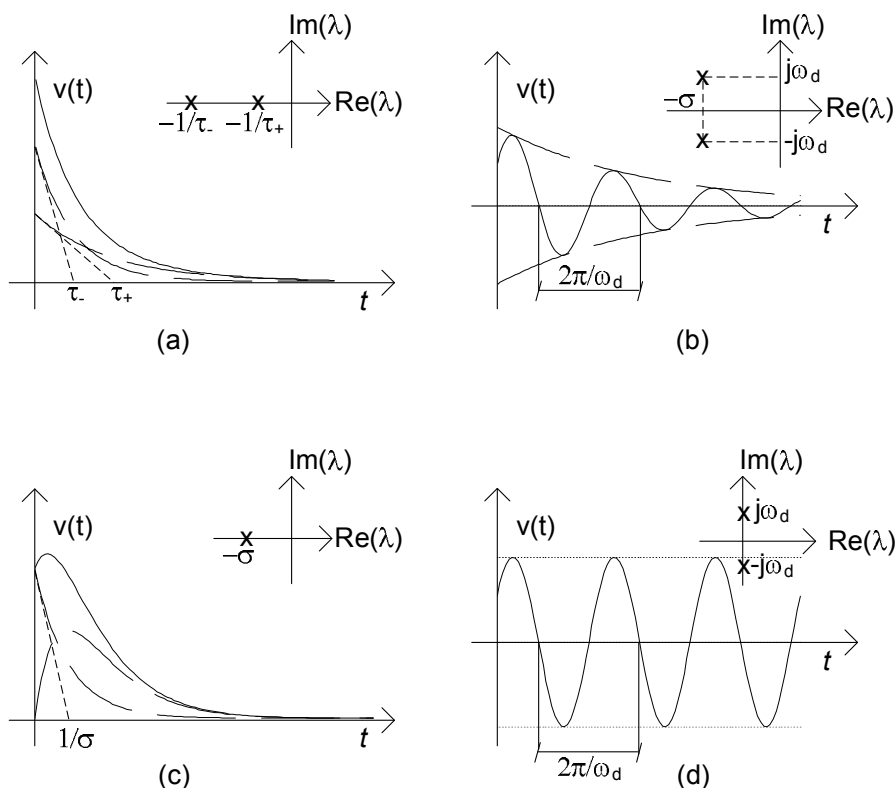 Im(λ)
v(t)
Re(λ)
−1/τ-
−1/τ+
τ-
τ+
t
(a)
Im(λ)
v(t)
jω_d
−σ
Re(λ)
-jω_d
t
2π/ω_d
(b)
Im(λ)
v(t)
Re(λ)
−σ
1/σ
t
(c)
Im(λ)
v(t)
jω_d
Re(λ)
-jω_d
t
2π/ω_d
(d)